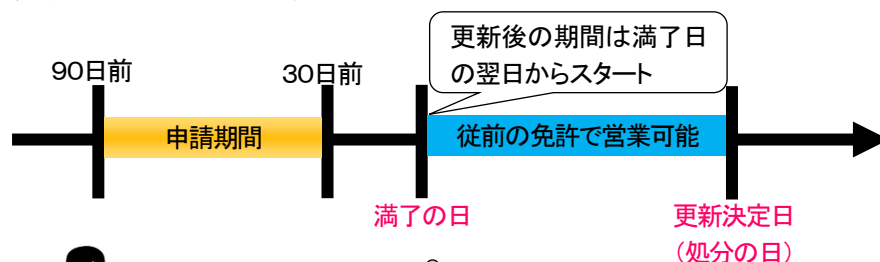 更新後の期間は満了日
の翌日からスタート
90日前
30日前
申請期間
従前の免許で営業可能
満了の日
更新決定日
(処分の日)